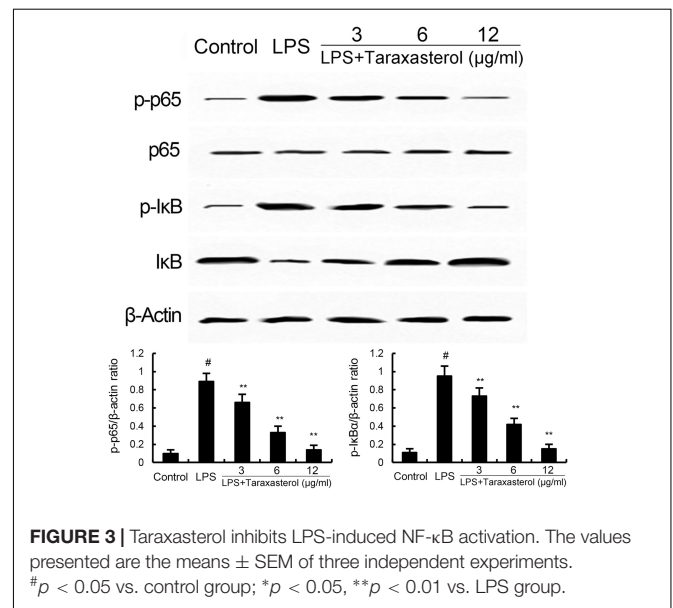 Control LPS 3 6 12
LPS+Taraxasterol (µg/ml)
p-p65
p65
p-IκB
IκB
β-Actin
p-p65/β-actin ratio
1.2
1
0.8
0.6
0.4
0.2
0
#
**
**
**
Control LPS 3 6 12
LPS+Taraxasterol (µg/ml)
p-IκBα/β-actin ratio
1.2
1
0.8
0.6
0.4
0.2
0
#
**
**
**
Control LPS 3 6 12
LPS+Taraxasterol (µg/ml)
FIGURE 3 | Taraxasterol inhibits LPS-induced NF-κB activation. The values
presented are the means ± SEM of three independent experiments.
#p < 0.05 vs. control group; *p < 0.05, **p < 0.01 vs. LPS group.